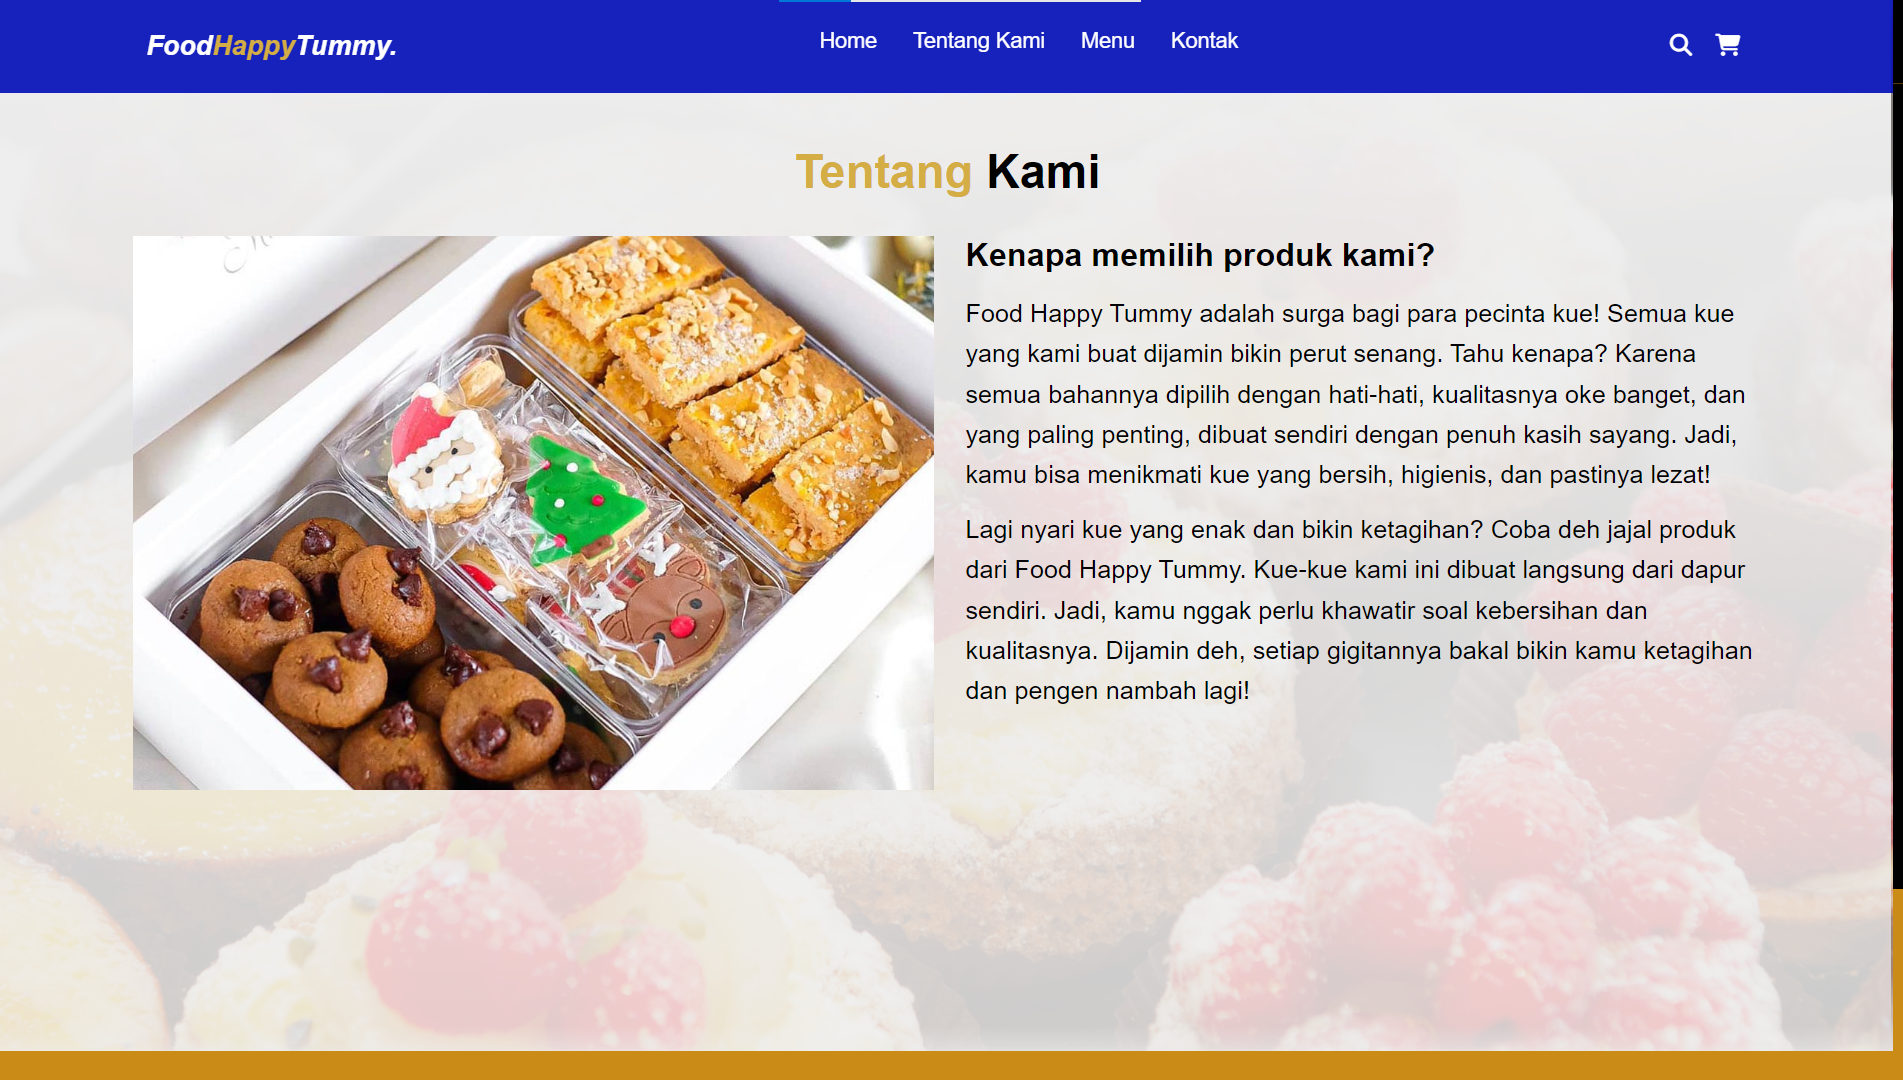 FoodHappyTummy.
Home
Tentang Kami
Menu
Kontak
Tentang Kami
Kenapa memilih produk kami?
Food Happy Tummy adalah surga bagi para pecinta kue! Semua kue
yang kami buat dijamin bikin perut senang. Tahu kenapa? Karena
semua bahannya dipilih dengan hati-hati, kualitasnya oke banget, dan
yang paling penting, dibuat sendiri dengan penuh kasih sayang. Jadi,
kamu bisa menikmati kue yang bersih, higienis, dan pastinya lezat!
Lagi nyari kue yang enak dan bikin ketagihan? Coba deh jajal produk
dari Food Happy Tummy. Kue-kue kami ini dibuat langsung dari dapur
sendiri. Jadi, kamu nggak perlu khawatir soal kebersihan dan
kualitasnya. Dijamin deh, setiap gigitannya bakal bikin kamu ketagihan
dan pengen nambah lagi!